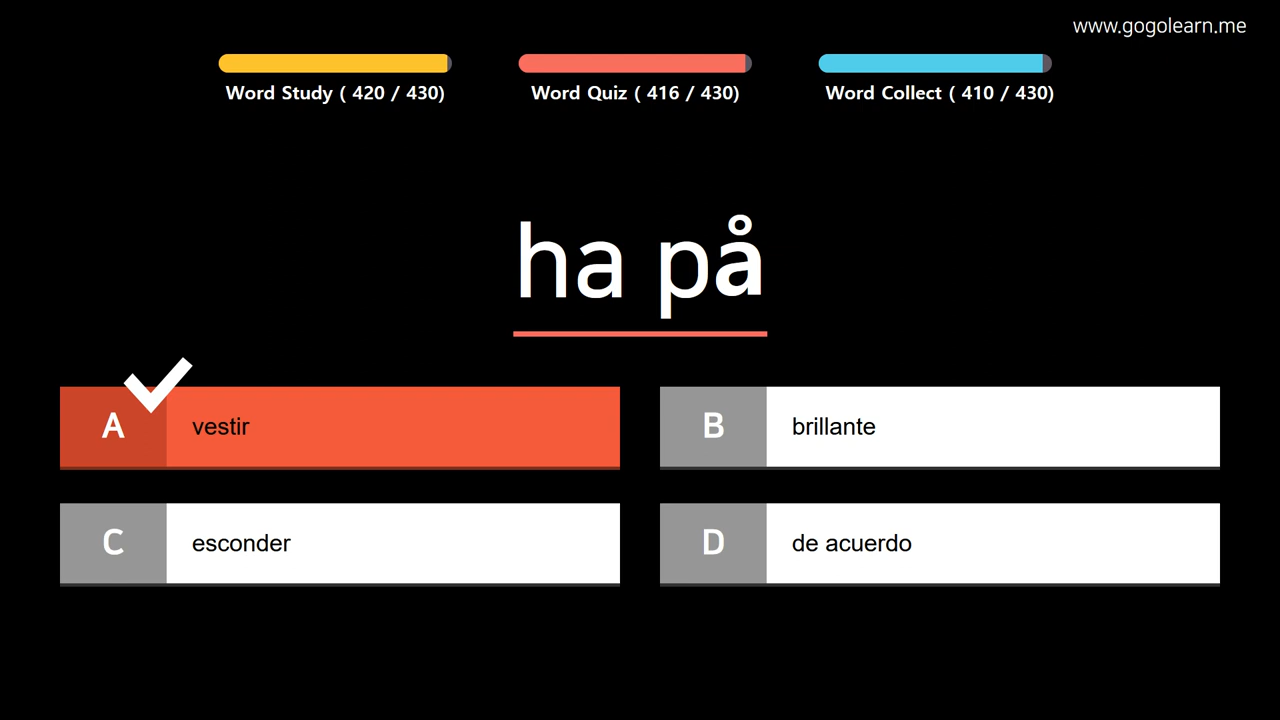 www.gogolearn.me
Word Study ( 420 / 430)
Word Quiz ( 416 / 430)
Word Collect ( 410 / 430)
ha på
A vestir
B brillante
C esconder
D de acuerdo